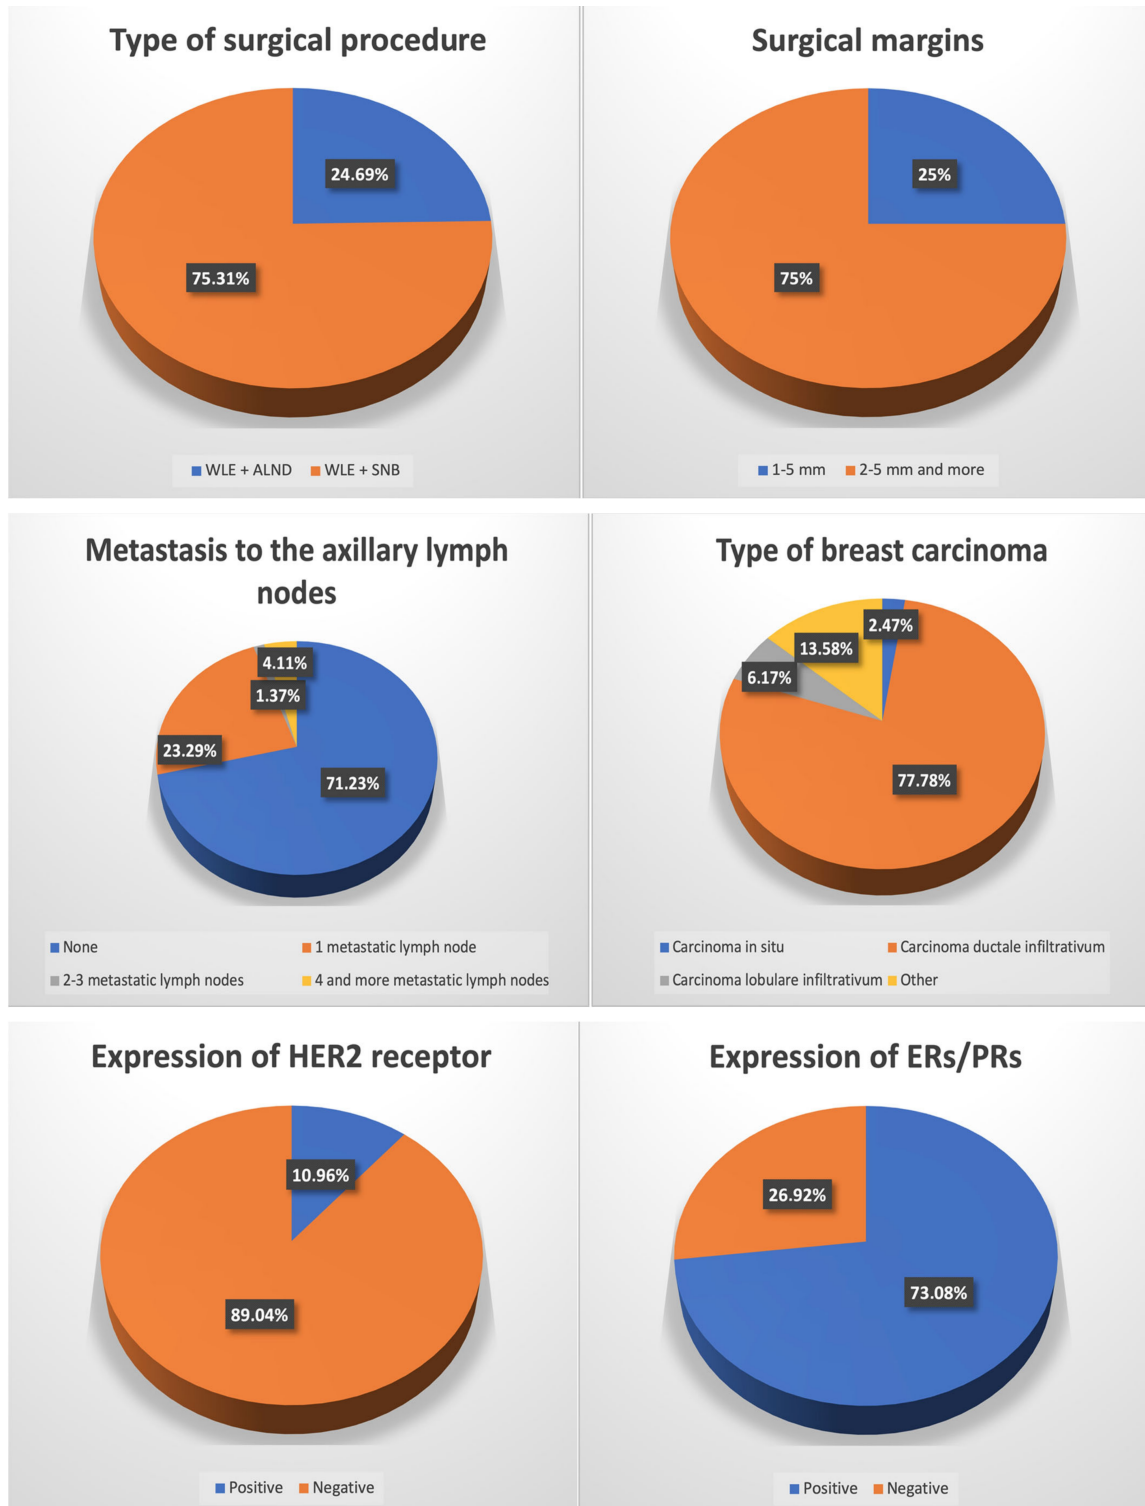 Type of surgical procedure
24.69%
75.31%
WLE + ALND WLE + SNB
Surgical margins
25%
75%
1-5 mm 2-5 mm and more
Metastasis to the axillary lymph
nodes
4.11%
1.37%
23.29%
71.23%
None 1 metastatic lymph node
2-3 metastatic lymph nodes 4 and more metastatic lymph nodes
Type of breast carcinoma
2.47%
13.58%
6.17%
77.78%
Carcinoma in situ Carcinoma ductale infiltrativum
Carcinoma lobulare infiltrativum Other
Expression of HER2 receptor
10.96%
89.04%
Positive Negative
Expression of ERs/PRs
26.92%
73.08%
Positive Negative